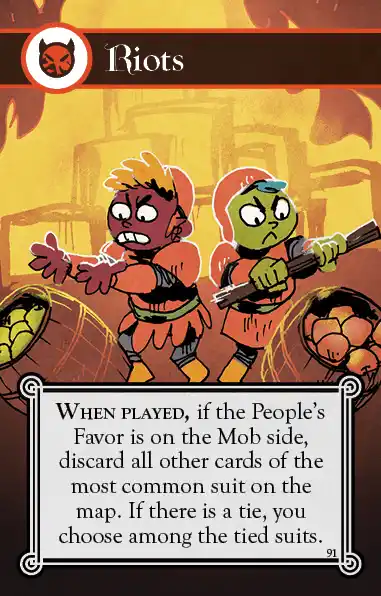 Riots
WHEN PLAYED, if the People's
Favor is on the Mob side,
discard all other cards of the
most common suit on the
map. If there is a tie, you
choose among the tied suits.
91